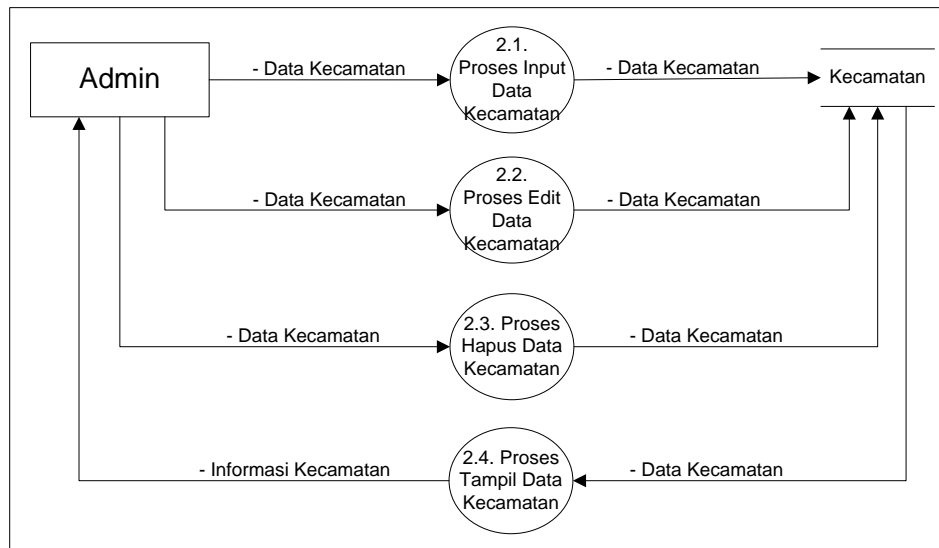 Admin
- Data Kecamatan
2.1.
Proses Input
Data
Kecamatan
- Data Kecamatan
Kecamatan
- Data Kecamatan
2.2.
Proses Edit
Data
Kecamatan
- Data Kecamatan
- Data Kecamatan
2.3. Proses
Hapus Data
Kecamatan
- Data Kecamatan
- Informasi Kecamatan
2.4. Proses
Tampil Data
Kecamatan
- Data Kecamatan